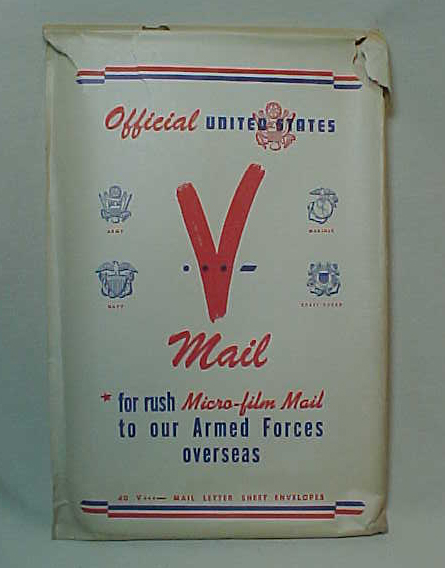 Official UNITED STATES
ARMY
MARINES
NAVY
COAST GUARD
V
...—
Mail
* for rush Micro-film Mail
to our Armed Forces
overseas
40 V...— MAIL LETTER SHEET ENVELOPES